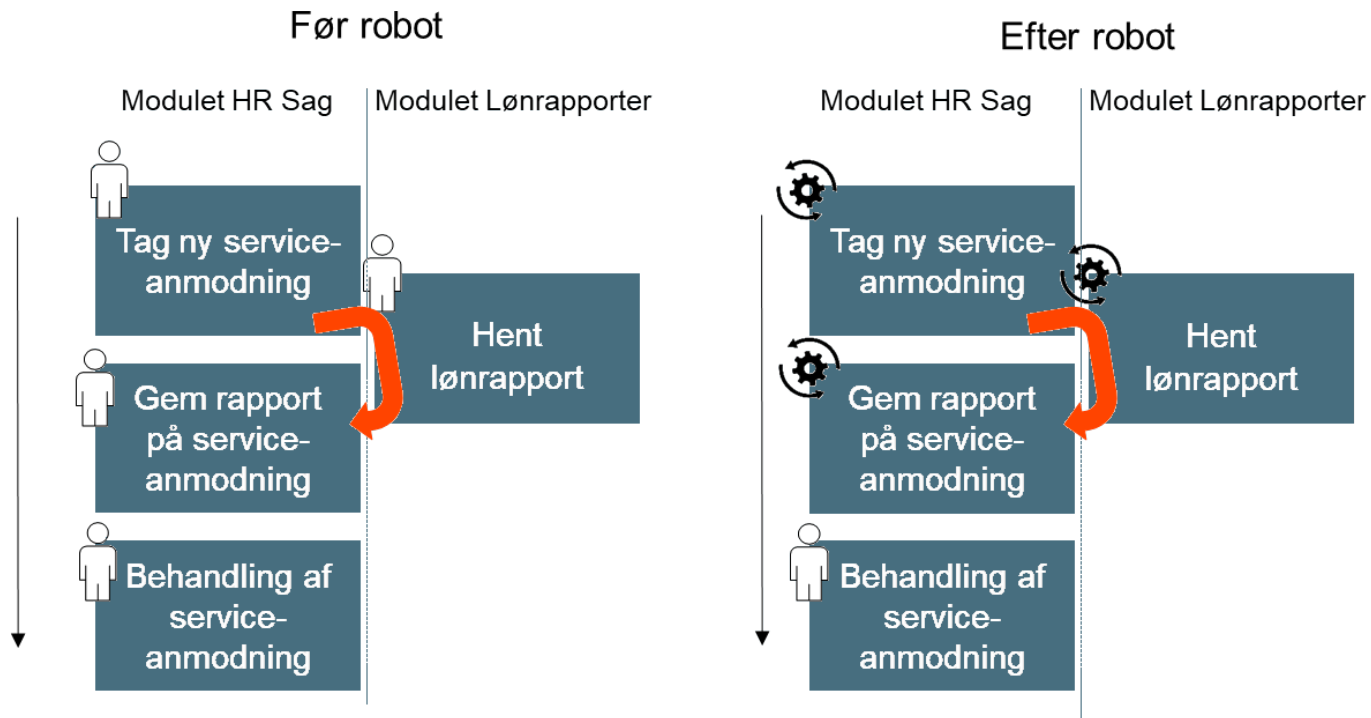 Før robot
Modulet HR Sag
Modulet Lønrapporter
Tag ny service-
anmodning
Hent
lønrapport
Gem rapport
på service-
anmodning
Behandling af
service-
anmodning
Efter robot
Modulet HR Sag
Modulet Lønrapporter
Tag ny service-
anmodning
Hent
lønrapport
Gem rapport
på service-
anmodning
Behandling af
service-
anmodning